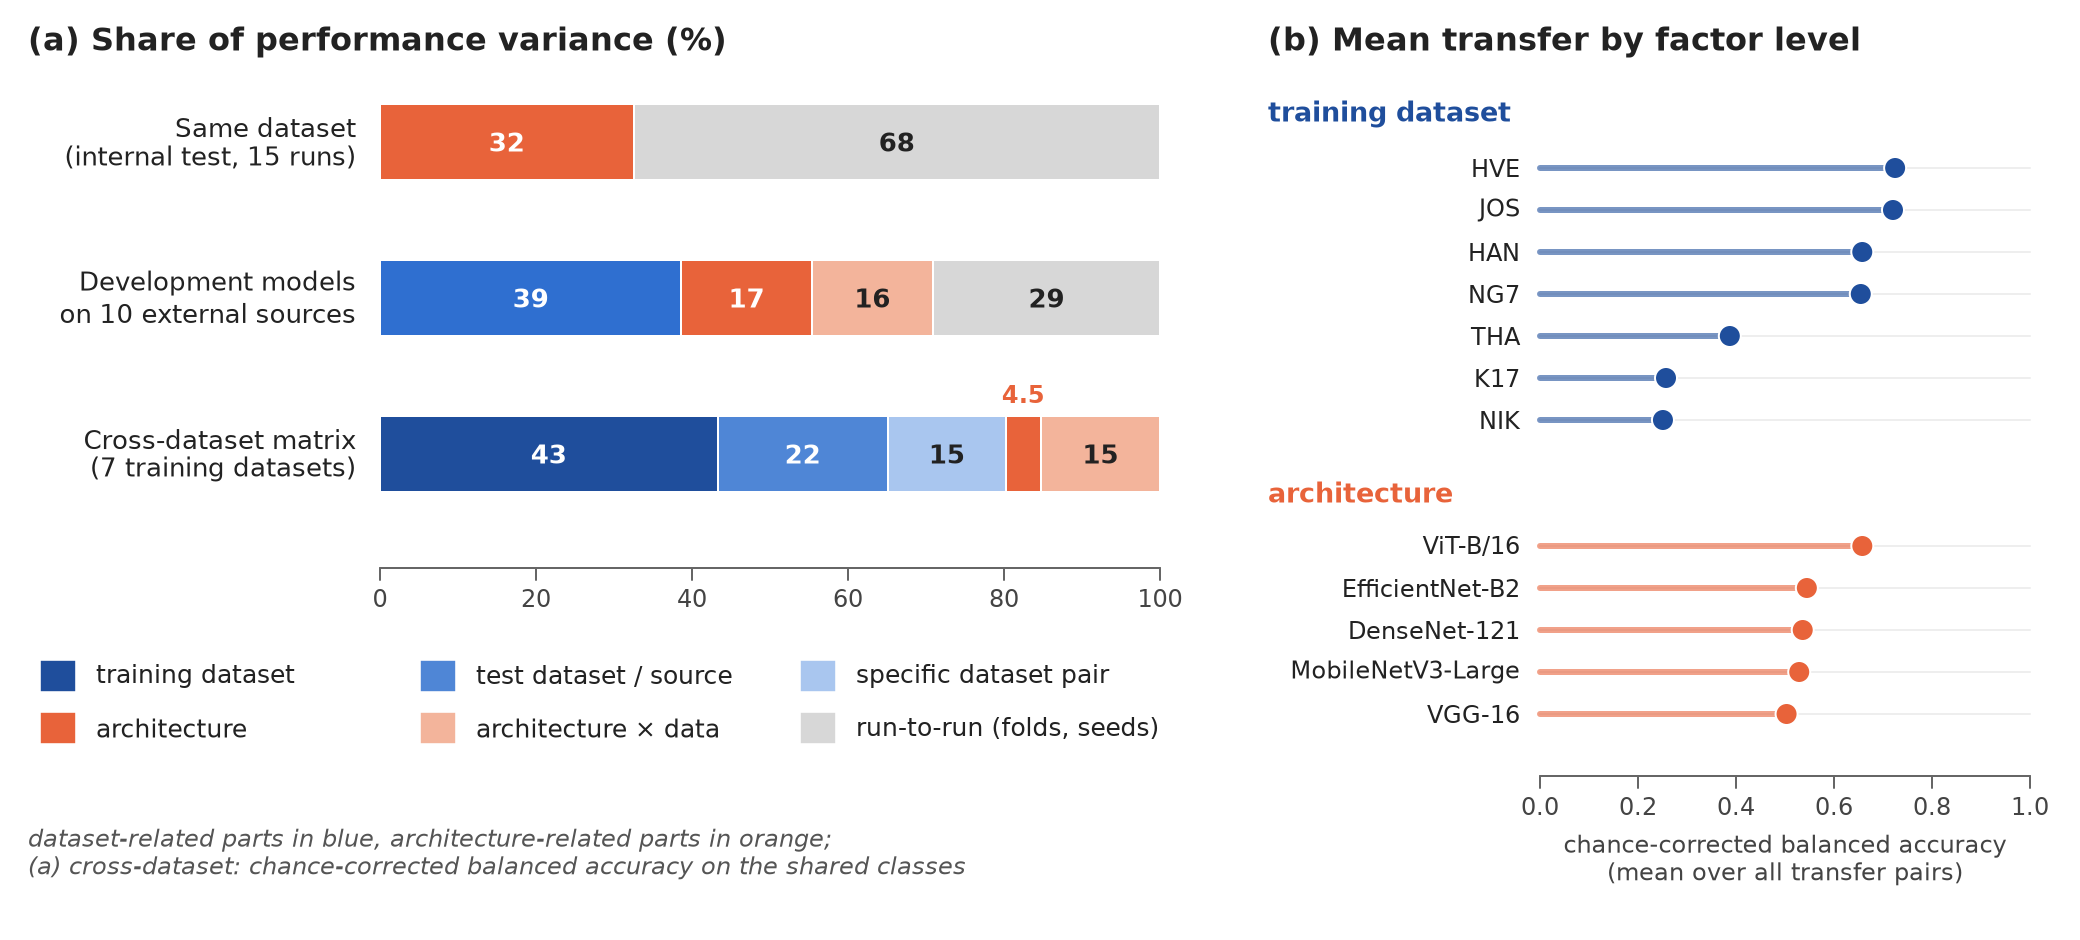 (a) Share of performance variance (%)
Same dataset
(internal test, 15 runs)
32
68
Development models
on 10 external sources
39
17
16
29
4.5
Cross-dataset matrix
(7 training datasets)
43
22
15
15
0
20
40
60
80
100
training dataset
test dataset / source
specific dataset pair
architecture
architecture × data
run-to-run (folds, seeds)
dataset-related parts in blue, architecture-related parts in orange;
(a) cross-dataset: chance-corrected balanced accuracy on the shared classes
(b) Mean transfer by factor level
training dataset
HVE
JOS
HAN
NG7
THA
K17
NIK
architecture
ViT-B/16
EfficientNet-B2
DenseNet-121
MobileNetV3-Large
VGG-16
0.0
0.2
0.4
0.6
0.8
1.0
chance-corrected balanced accuracy
(mean over all transfer pairs)